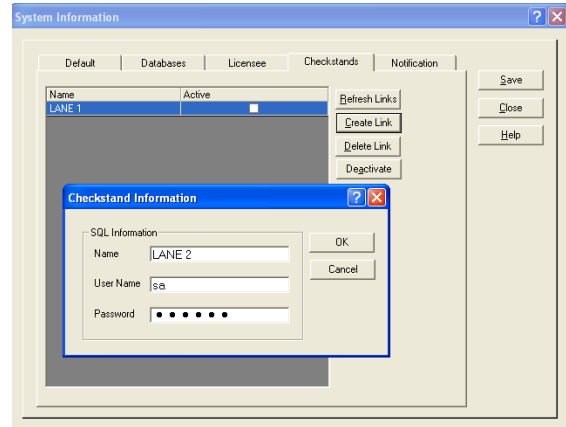 System Information
Default Databases Licensee Checkstands Notification
Name Active
LANE 1
Refresh Links
Create Link
Delete Link
Deactivate
Save
Close
Help
Checkstand Information
SQL Information
Name LANE 2
User Name sa
Password ● ● ● ● ● ●
OK
Cancel